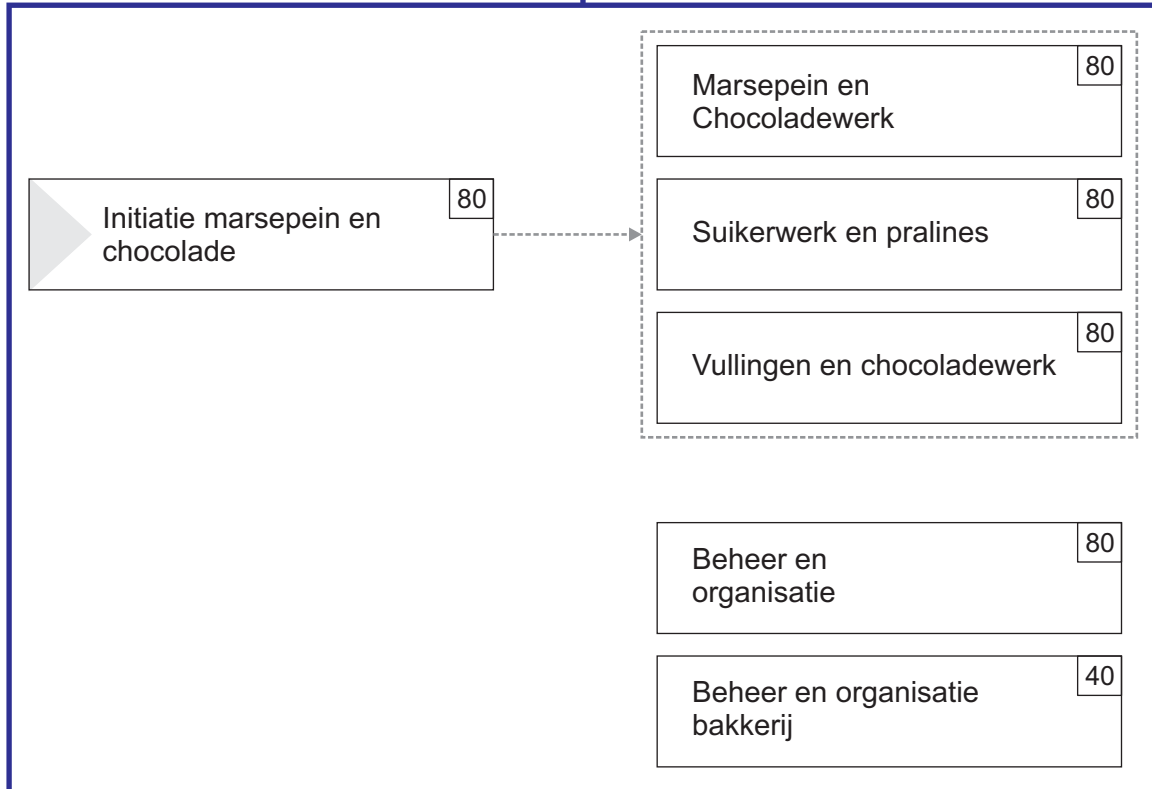 80
Marsepein en
Chocoladewerk
80
Initiatie marsepein en
chocolade
80
Suikerwerk en pralines
80
Vullingen en chocoladewerk
80
Beheer en
organisatie
40
Beheer en organisatie
bakkerij